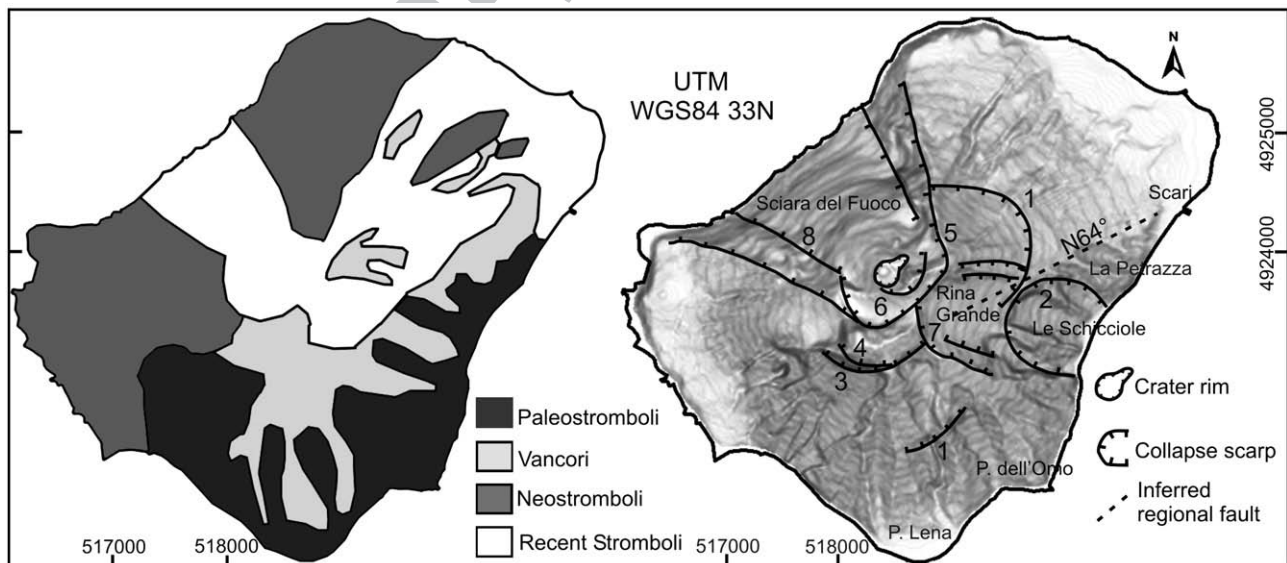 UTM
WGS84 33N
Paleostromboli
Vancori
Neostromboli
Recent Stromboli
517000
518000
N
4925000
4924000
Scari
Sciara del Fuoco
1
N64°
8
5
La Petrazza
2
6
Rina
Grande
Le Schicciole
7
4
3
1
P. dell'Omo
P. Lena
517000
518000
Crater rim
Collapse scarp
Inferred
regional fault